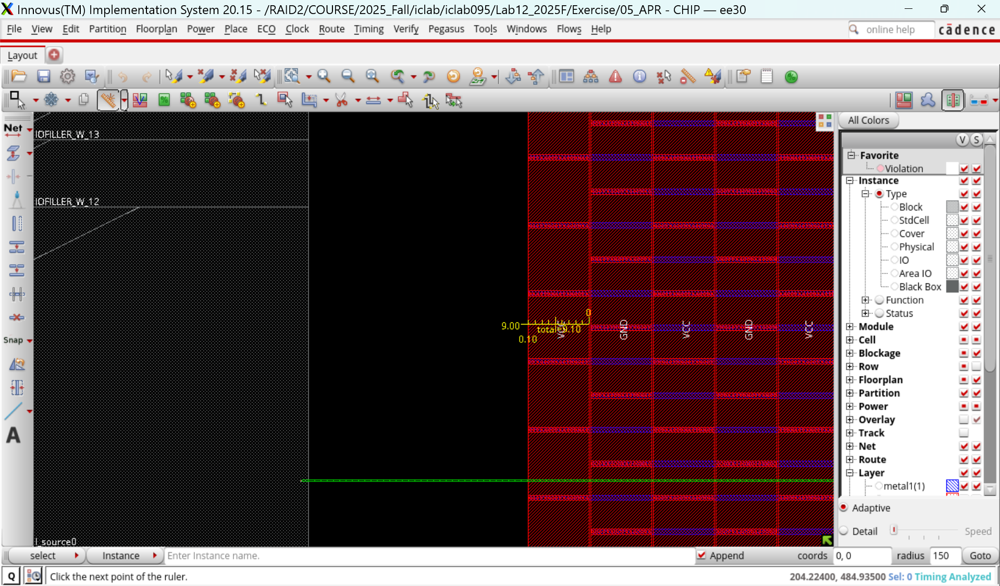 Innovus(TM) Implementation System 20.15 - /RAID2/COURSE/2025_Fall/iclab/iclab095/Lab12_2025F/Exercise/05_APR - CHIP — ee30
File View Edit Partition Floorplan Power Place ECO Clock Route Timing Verify Pegasus Tools Windows Flows Help
online help
cādence
Layout
Net
Snap
A
IOFILLER_W_13
IOFILLER_W_12
0
9.00
total=9.10
0.10
GND
VCC
GND
VCC
l_source0
All Colors
V S
Favorite
Violation
Instance
Type
Block
StdCell
Cover
Physical
IO
Area IO
Black Box
Function
Status
Module
Cell
Blockage
Row
Floorplan
Partition
Power
Overlay
Track
Net
Route
Layer
metal1(1)
Adaptive
Detail
Speed
select Instance Enter Instance name. Append coords 0, 0 radius 150 Goto
Q Click the next point of the ruler. 204.22400, 484.93500 Sel: 0 Timing Analyzed